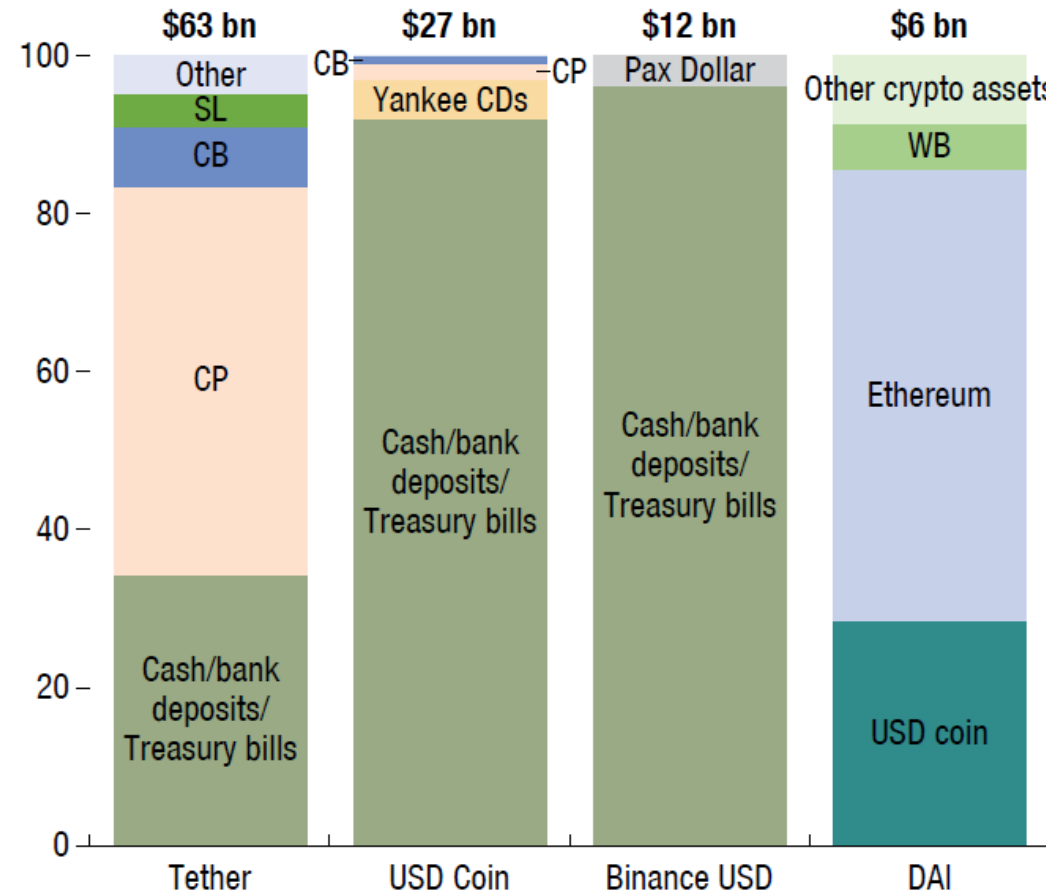 $63 bn
$27 bn
$12 bn
$6 bn
100
80
60
40
20
0
Other
SL
CB
CP
Cash/bank
deposits/
Treasury bills
CB
CP
Yankee CDs
Cash/bank
deposits/
Treasury bills
Pax Dollar
Cash/bank
deposits/
Treasury bills
Other crypto assets
WB
Ethereum
USD coin
Tether
USD Coin
Binance USD
DAI